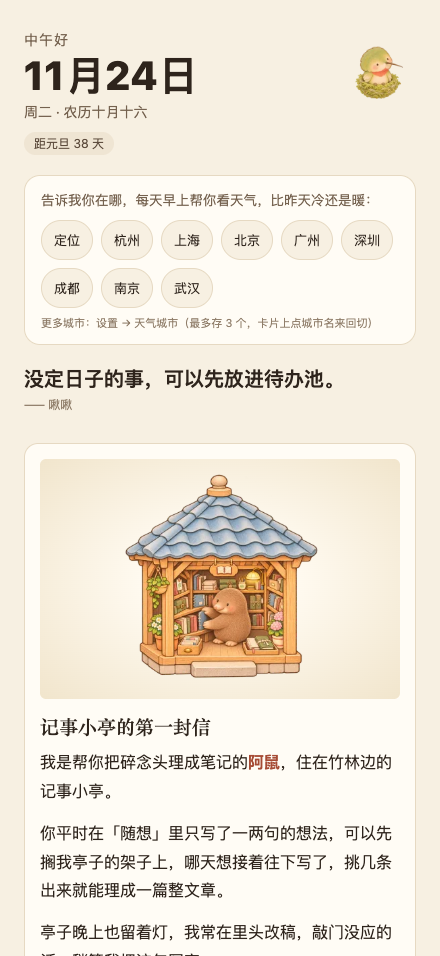 中午好
11月24日
周二 · 农历十月十六
距元旦 38 天
告诉我你在哪，每天早上帮你看天气，比昨天冷还是暖：
定位 杭州 上海 北京 广州 深圳
成都 南京 武汉
更多城市：设置 → 天气城市（最多存 3 个，卡片上点城市名来回切）
没定日子的事，可以先放进待办池。
—— 啾啾
记事小亭的第一封信
我是帮你把碎念头理成笔记的阿鼠，住在竹林边的
记事小亭。
你平时在「随想」里只写了一两句的想法，可以先
搁我亭子的架子上，哪天想接着往下写了，挑几条
出来就能理成一篇整文章。
亭子晚上也留着灯，我常在里头改稿，敲门没应的